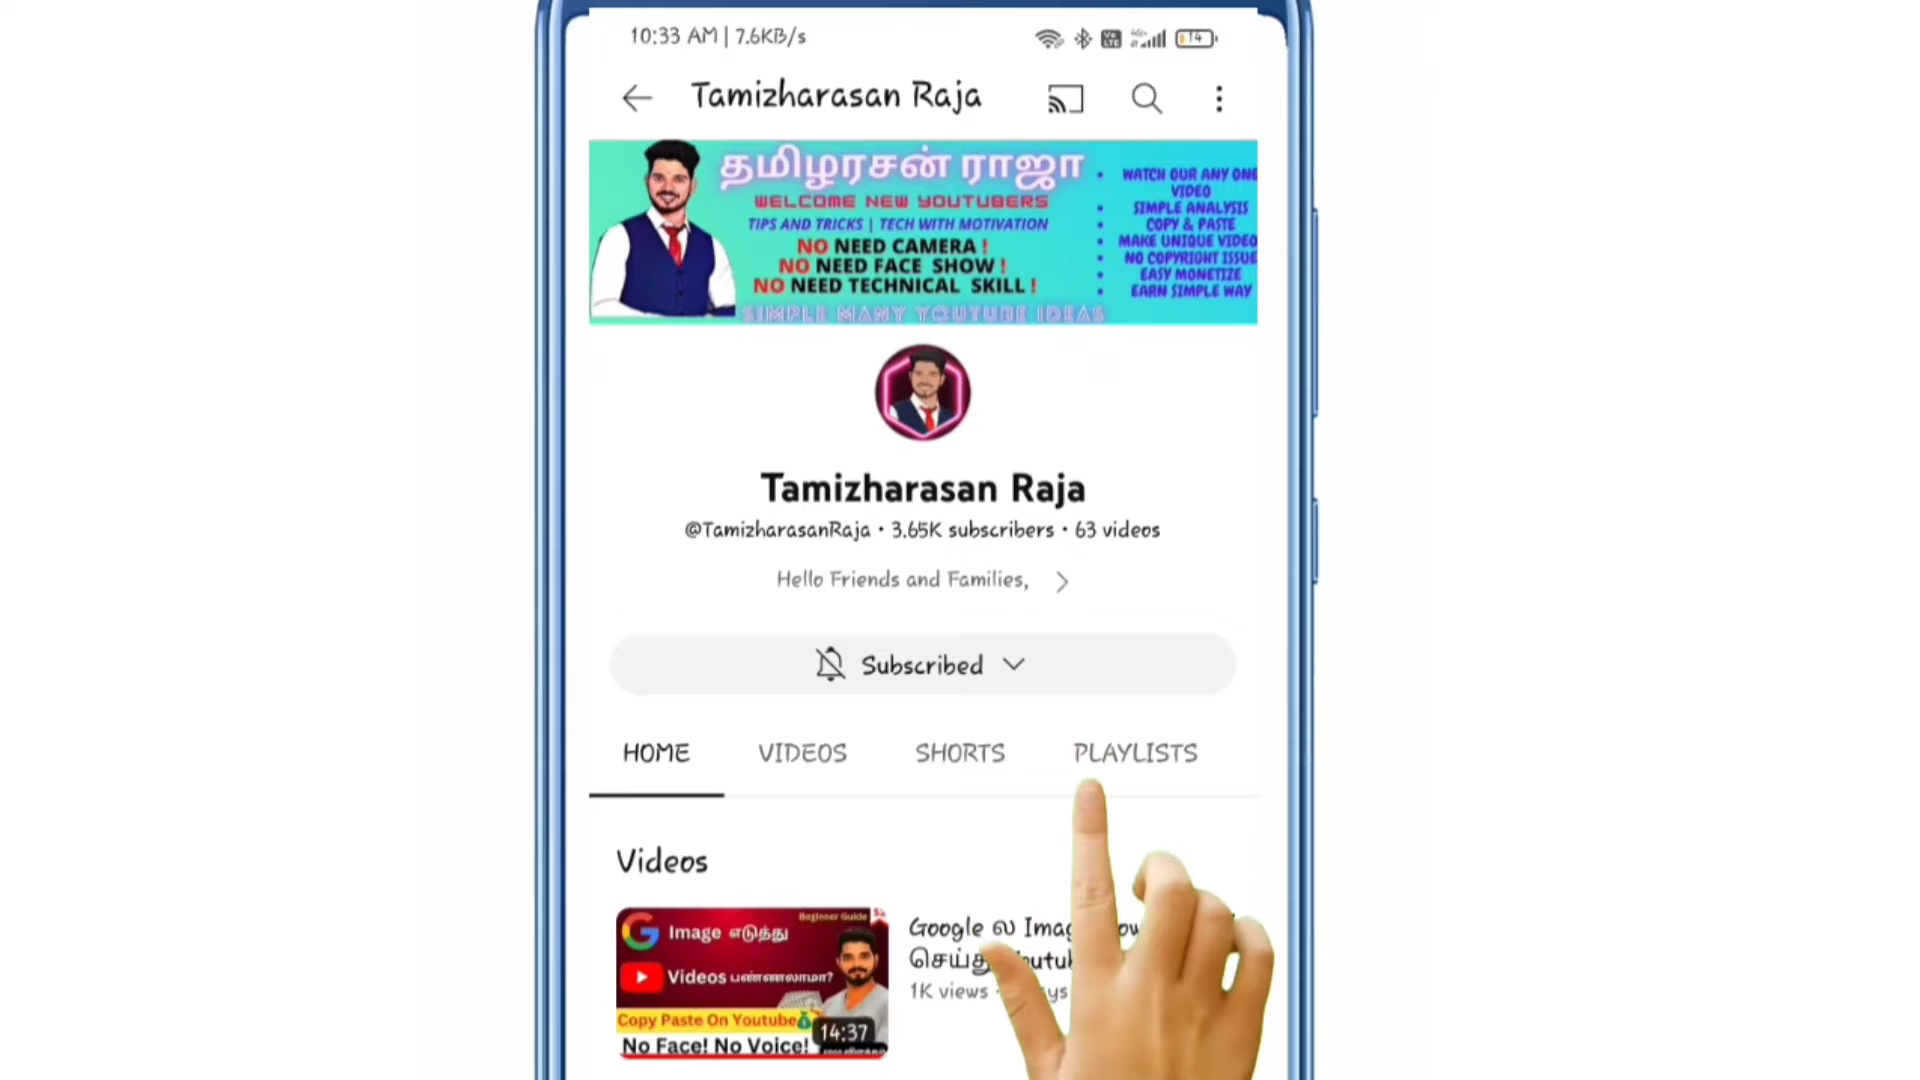 10:33 AM | 7.6KB/s
14
Tamizharasan Raja
தமிழரசன் ராஜா
WELCOME NEW YOUTUBERS
TIPS AND TRICKS | TECH WITH MOTIVATION
NO NEED CAMERA !
NO NEED FACE SHOW !
NO NEED TECHNICAL SKILL !
SIMPLE MANY YOUTUBE IDEAS
• WATCH OUR ANY ONE
VIDEO
• SIMPLE ANALYSIS
• COPY & PASTE
• MAKE UNIQUE VIDEO
• NO COPYRIGHT ISSUE
• EASY MONETIZE
• EARN SIMPLE WAY
Tamizharasan Raja
@TamizharasanRaja • 3.65K subscribers • 63 videos
Hello Friends and Families,
Subscribed
HOME
VIDEOS
SHORTS
PLAYLISTS
Videos
Beginner Guide
Image எடுத்து
Videos பண்ணலாமா?
Copy Paste On Youtube
14:37
No Face! No Voice!
Google ல
1K views